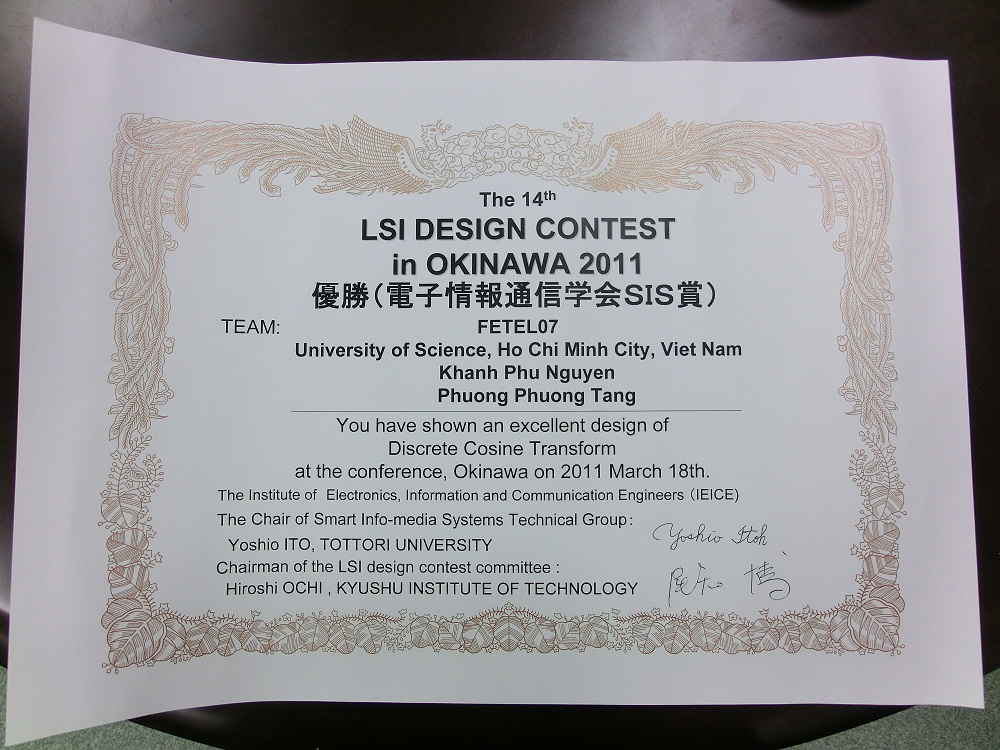 The 14th
LSI DESIGN CONTEST
in OKINAWA 2011
優勝（電子情報通信学会SIS賞）
TEAM: FETEL07
University of Science, Ho Chi Minh City, Viet Nam
Khanh Phu Nguyen
Phuong Phuong Tang
You have shown an excellent design of
Discrete Cosine Transform
at the conference, Okinawa on 2011 March 18th.
The Institute of Electronics, Information and Communication Engineers（IEICE)
The Chair of Smart Info-media Systems Technical Group:
Yoshio ITO, TOTTORI UNIVERSITY Yoshio Itoh
Chairman of the LSI design contest committee :
Hiroshi OCHI , KYUSHU INSTITUTE OF TECHNOLOGY 博